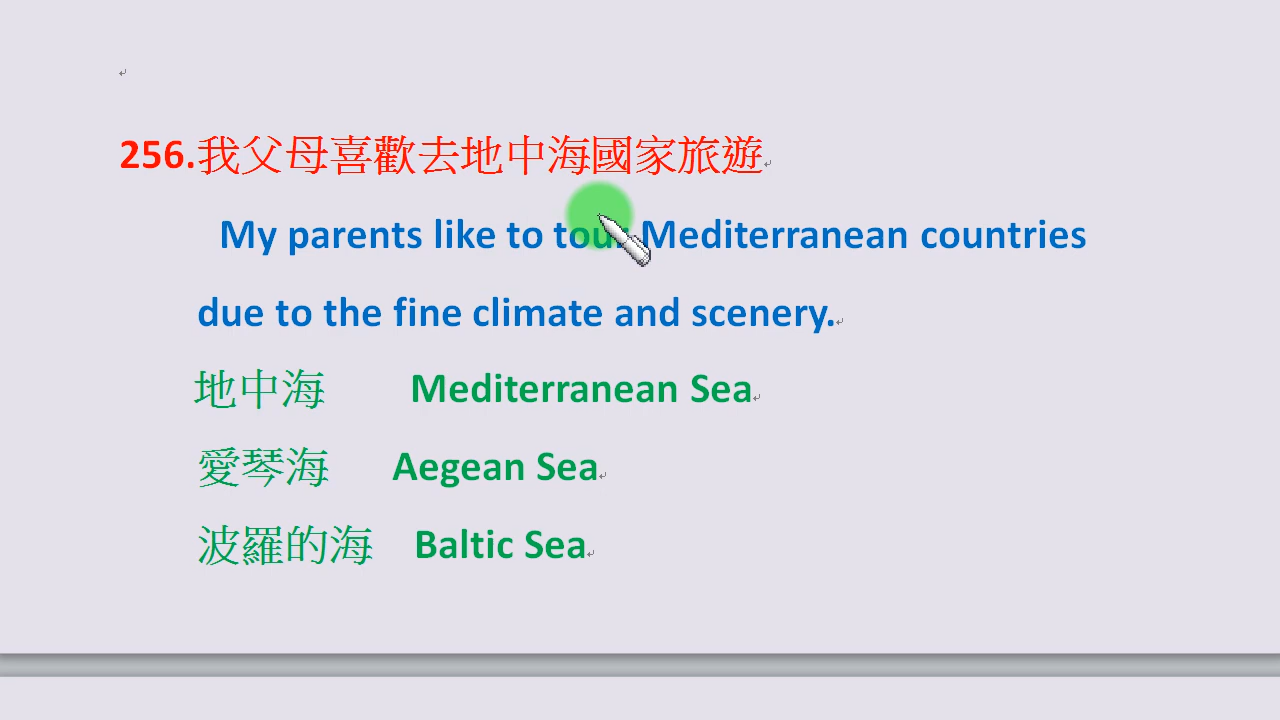 256.我父母喜歡去地中海國家旅遊
My parents like to tour Mediterranean countries
due to the fine climate and scenery.
地中海 Mediterranean Sea
愛琴海 Aegean Sea
波羅的海 Baltic Sea